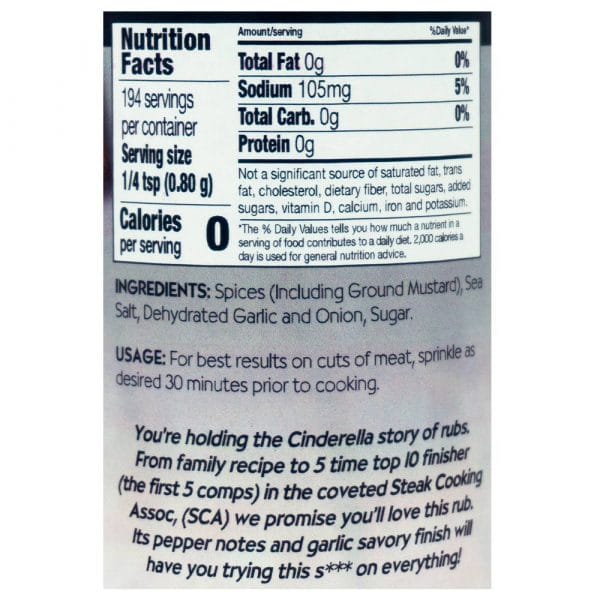 Nutrition
Facts
194 servings
per container
Serving size
1/4 tsp (0.80 g)
Calories
per serving 0
Amount/serving %Daily Value*
Total Fat 0g 0%
Sodium 105mg 5%
Total Carb. 0g 0%
Protein 0g
Not a significant source of saturated fat, trans
fat, cholesterol, dietary fiber, total sugars, added
sugars, vitamin D, calcium, iron and potassium.
*The % Daily Values tells you how much a nutrient in a
serving of food contributes to a daily diet. 2,000 calories a
day is used for general nutrition advice.
INGREDIENTS: Spices (Including Ground Mustard), Sea
Salt, Dehydrated Garlic and Onion, Sugar.
USAGE: For best results on cuts of meat, sprinkle as
desired 30 minutes prior to cooking.
You're holding the Cinderella story of rubs.
From family recipe to 5 time top 10 finisher
(the first 5 comps) in the coveted Steak Cooking
Assoc, (SCA) we promise you'll love this rub.
Its pepper notes and garlic savory finish will
have you trying this s*** on everything!